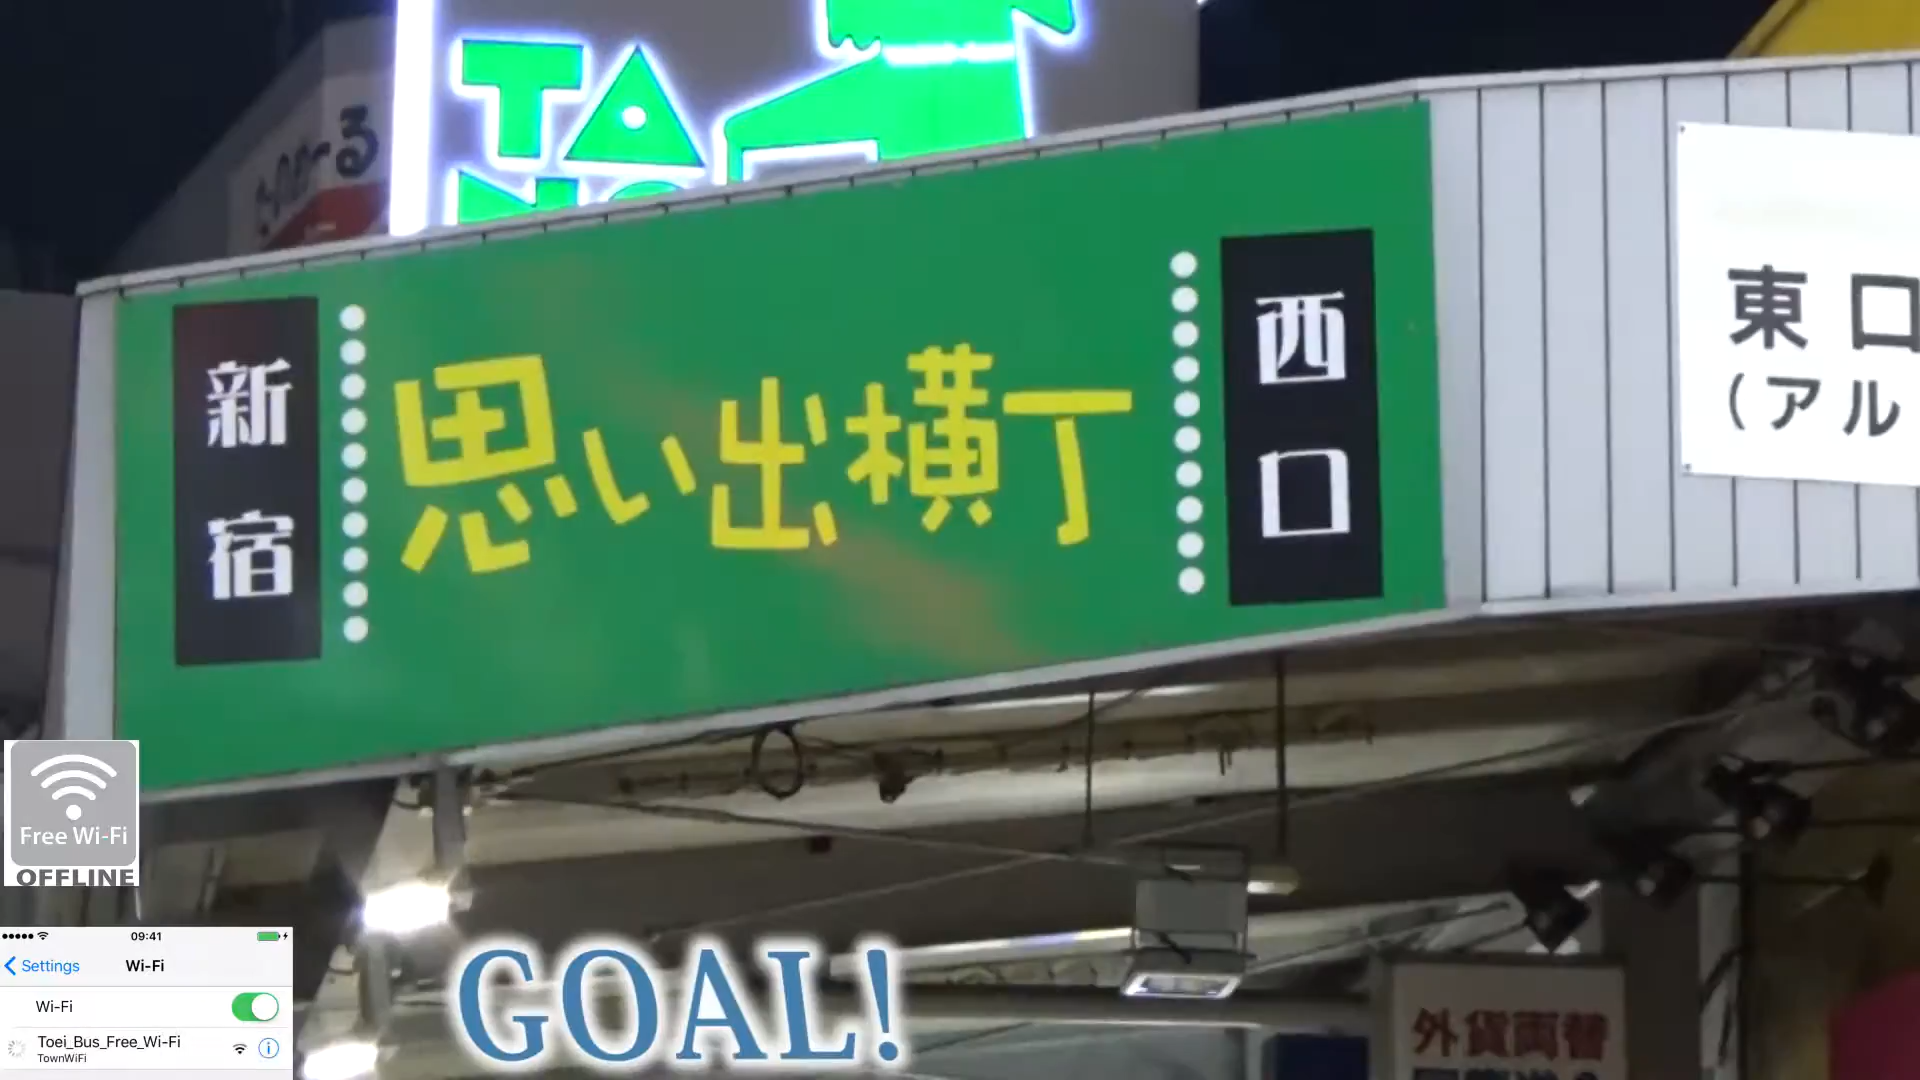 TA
新宿
思い出横丁
西口
東口
(アル
Free Wi-Fi
OFFLINE
09:41
Settings
Wi-Fi
Wi-Fi
Toei_Bus_Free_Wi-Fi
TownWiFi
GOAL!
外貨両替